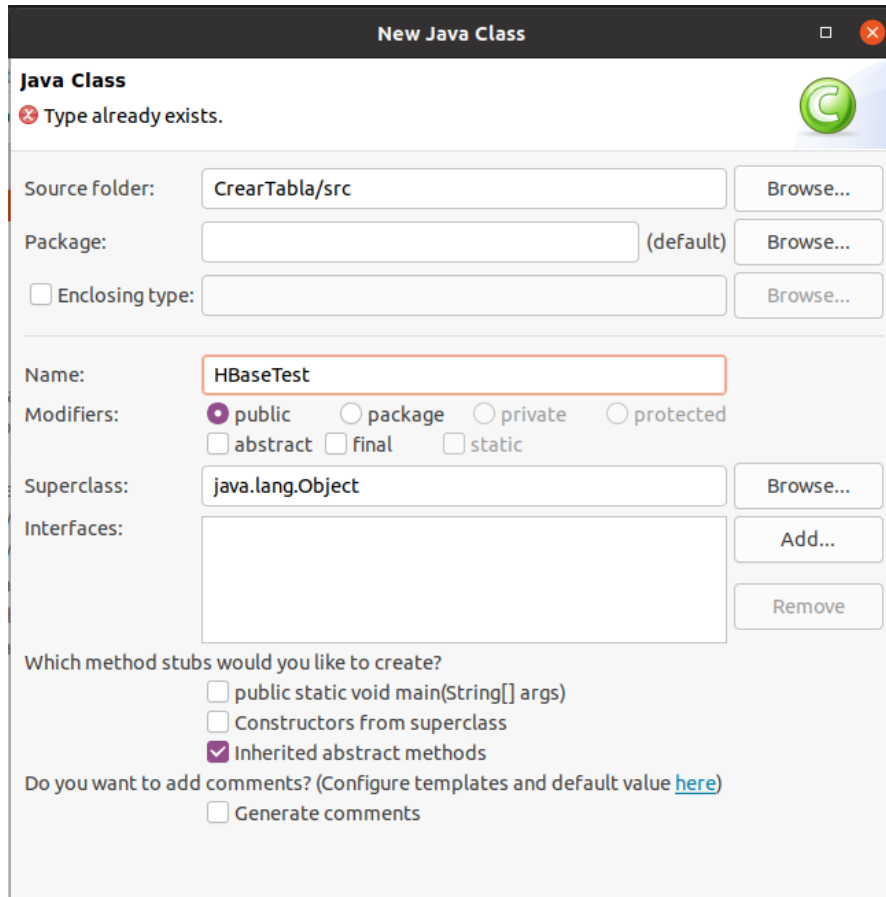 New Java Class
Java Class
Type already exists.
Source folder: CrearTabla/src Browse...
Package: (default) Browse...
Enclosing type: Browse...
Name: HBaseTest
Modifiers: public package private protected
abstract final static
Superclass: java.lang.Object Browse...
Interfaces: Add...
Remove
Which method stubs would you like to create?
public static void main(String[] args)
Constructors from superclass
Inherited abstract methods
Do you want to add comments? (Configure templates and default value here)
Generate comments